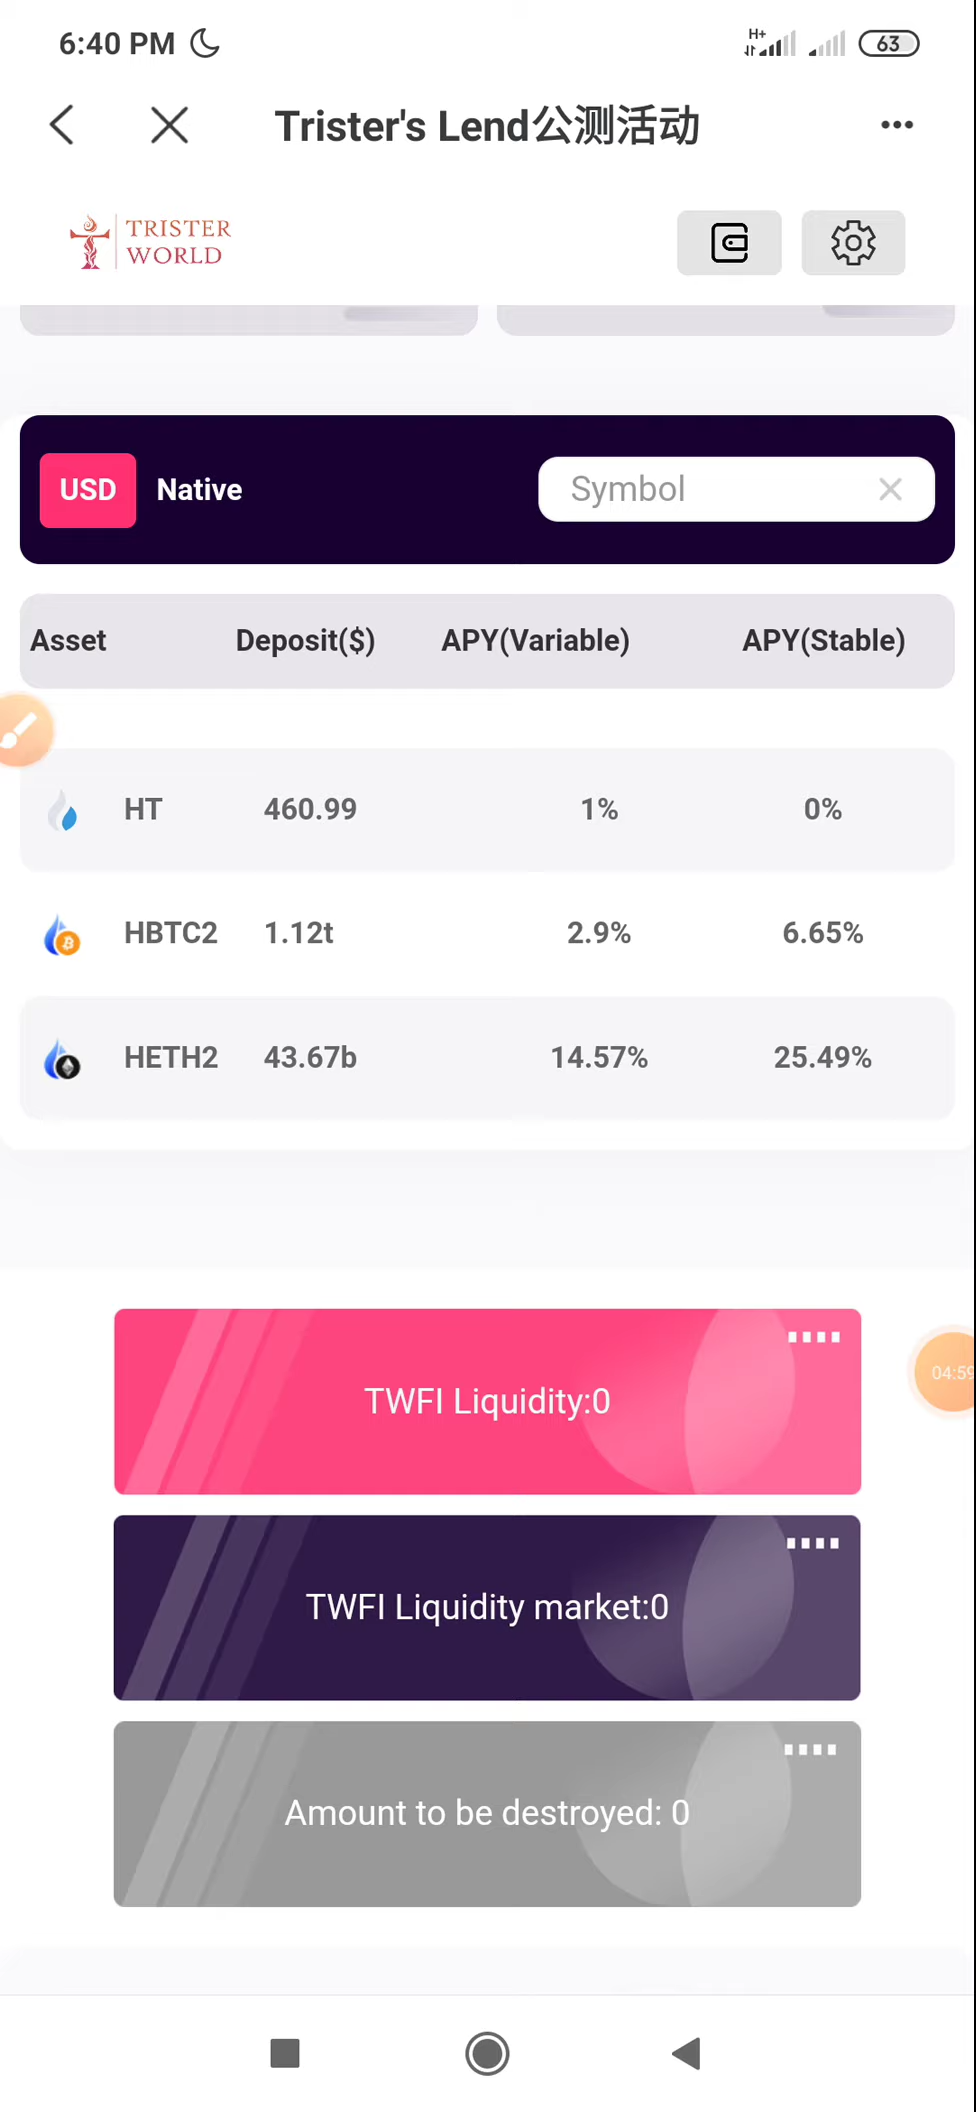 6:40 PM H+ 63
Trister's Lend公测活动
TRISTER
WORLD
USD Native Symbol
Asset Deposit($) APY(Variable) APY(Stable)
HT 460.99 1% 0%
HBTC2 1.12t 2.9% 6.65%
HETH2 43.67b 14.57% 25.49%
TWFI Liquidity:0
04:59
TWFI Liquidity market:0
Amount to be destroyed: 0